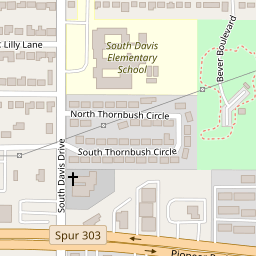 Lilly Lane
South Davis
Elementary
School
Bever Boulevard
North Thornbush Circle
South Thornbush Circle
South Davis Drive
Spur 303
Pioneer